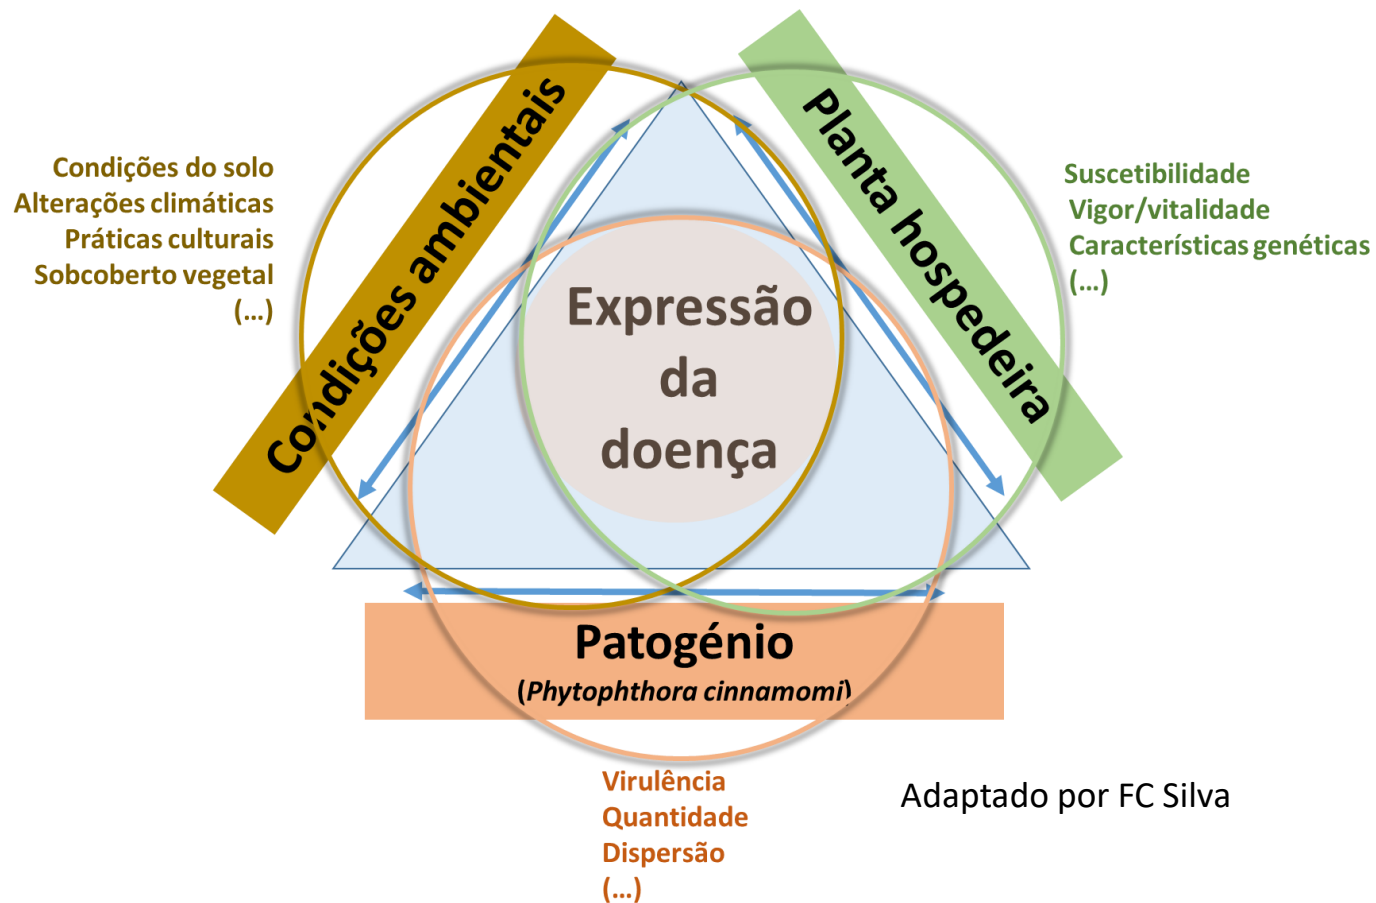 Condições ambientais
Planta hospedeira
Condições do solo
Alterações climáticas
Práticas culturais
Sobcoberto vegetal
(...)
Suscetibilidade
Vigor/vitalidade
Características genéticas
(...)
Expressão
da
doença
Patogénio
(Phytophthora cinnamomi)
Virulência
Quantidade
Dispersão
(...)
Adaptado por FC Silva